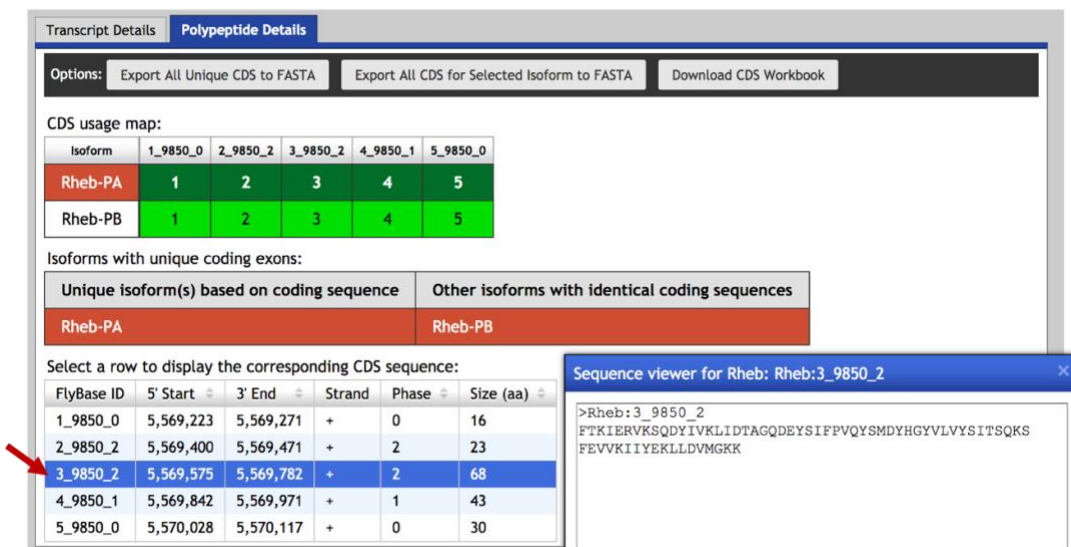 Transcript Details Polypeptide Details
Options: Export All Unique CDS to FASTA Export All CDS for Selected Isoform to FASTA Download CDS Workbook
CDS usage map:
Isoform 1_9850_0 2_9850_2 3_9850_2 4_9850_1 5_9850_0
Rheb-PA 1 2 3 4 5
Rheb-PB 1 2 3 4 5
Isoforms with unique coding exons:
Unique isoform(s) based on coding sequence Other isoforms with identical coding sequences
Rheb-PA Rheb-PB
Select a row to display the corresponding CDS sequence:
FlyBase ID 5' Start 3' End Strand Phase Size (aa)
1_9850_0 5,569,223 5,569,271 + 0 16
2_9850_2 5,569,400 5,569,471 + 2 23
3_9850_2 5,569,575 5,569,782 + 2 68
4_9850_1 5,569,842 5,569,971 + 1 43
5_9850_0 5,570,028 5,570,117 + 0 30
Sequence viewer for Rheb: Rheb:3_9850_2 ×
>Rheb:3_9850_2
FTKIERVKSQDYIVKLIDTAGQDEYSIFPVQYSMDYHGYVLVYSITSQKS
FEVVKIIYEKLLDVMGKK